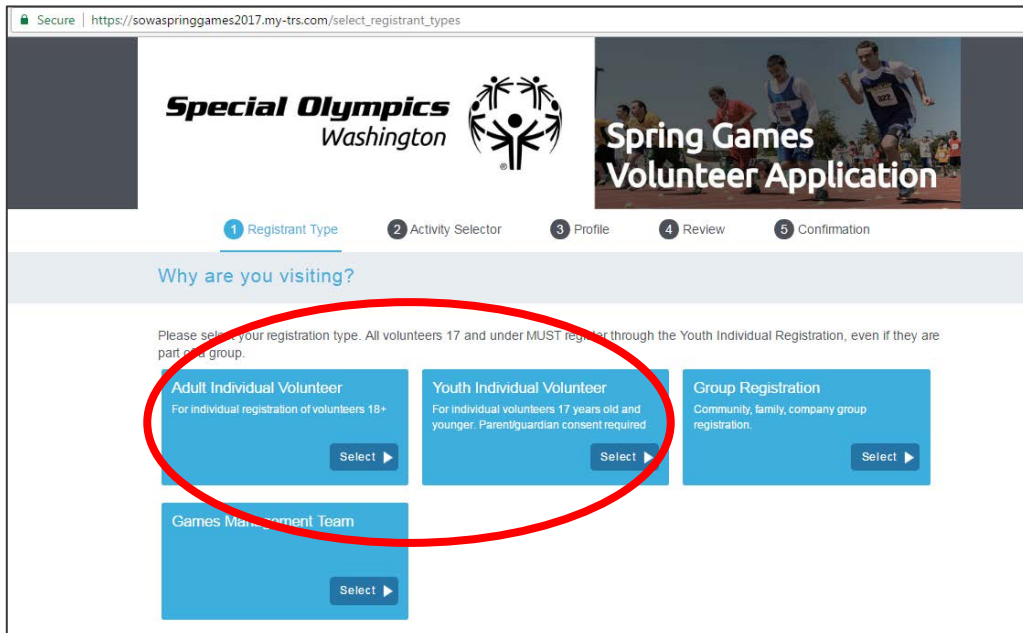 Secure | https://sowaspringgames2017.my-trs.com/select_registrant_types
Special Olympics
Washington
®
Spring Games
Volunteer Application
322
1 Registrant Type 2 Activity Selector 3 Profile 4 Review 5 Confirmation
Why are you visiting?
Please select your registration type. All volunteers 17 and under MUST register through the Youth Individual Registration, even if they are
part of a group.
Adult Individual Volunteer
For individual registration of volunteers 18+
Select
Youth Individual Volunteer
For individual volunteers 17 years old and
younger. Parent/guardian consent required
Select
Group Registration
Community, family, company group
registration.
Select
Games Management Team
Select